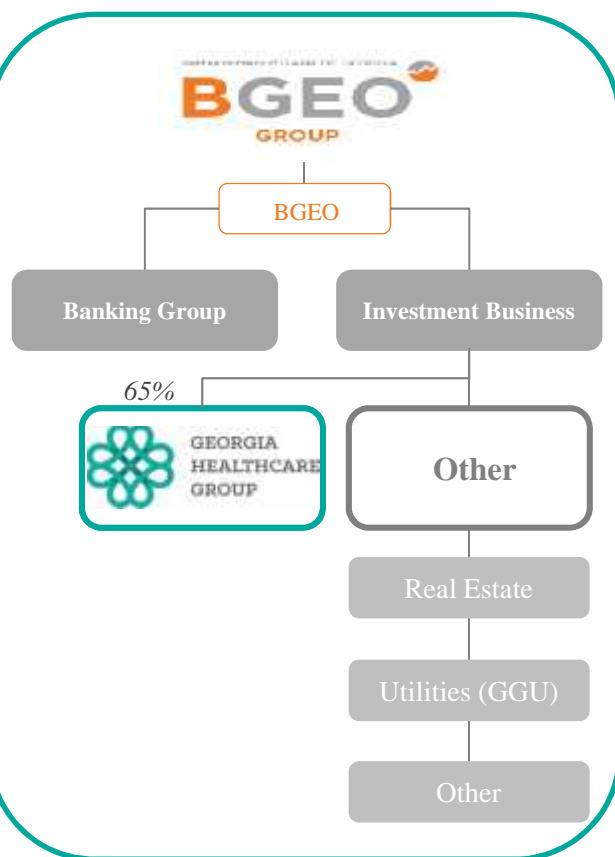 BGEO
GROUP
BGEO
Banking Group
Investment Business
65%
GEORGIA
HEALTHCARE
GROUP
Other
Real Estate
Utilities (GGU)
Other